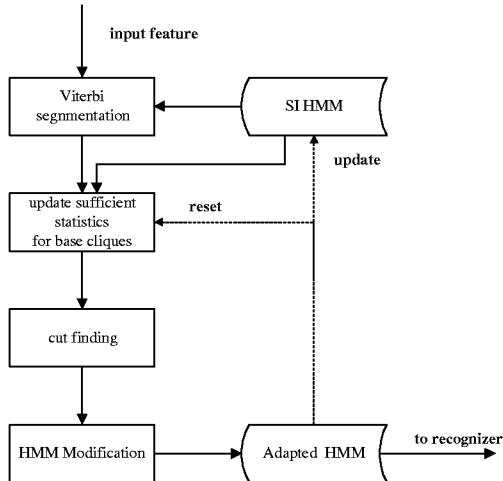 input feature
Viterbi
segnmentation
SI HMM
update
update sufficient
statistics
for base cliques
reset
cut finding
HMM Modification
Adapted HMM
to recognizer